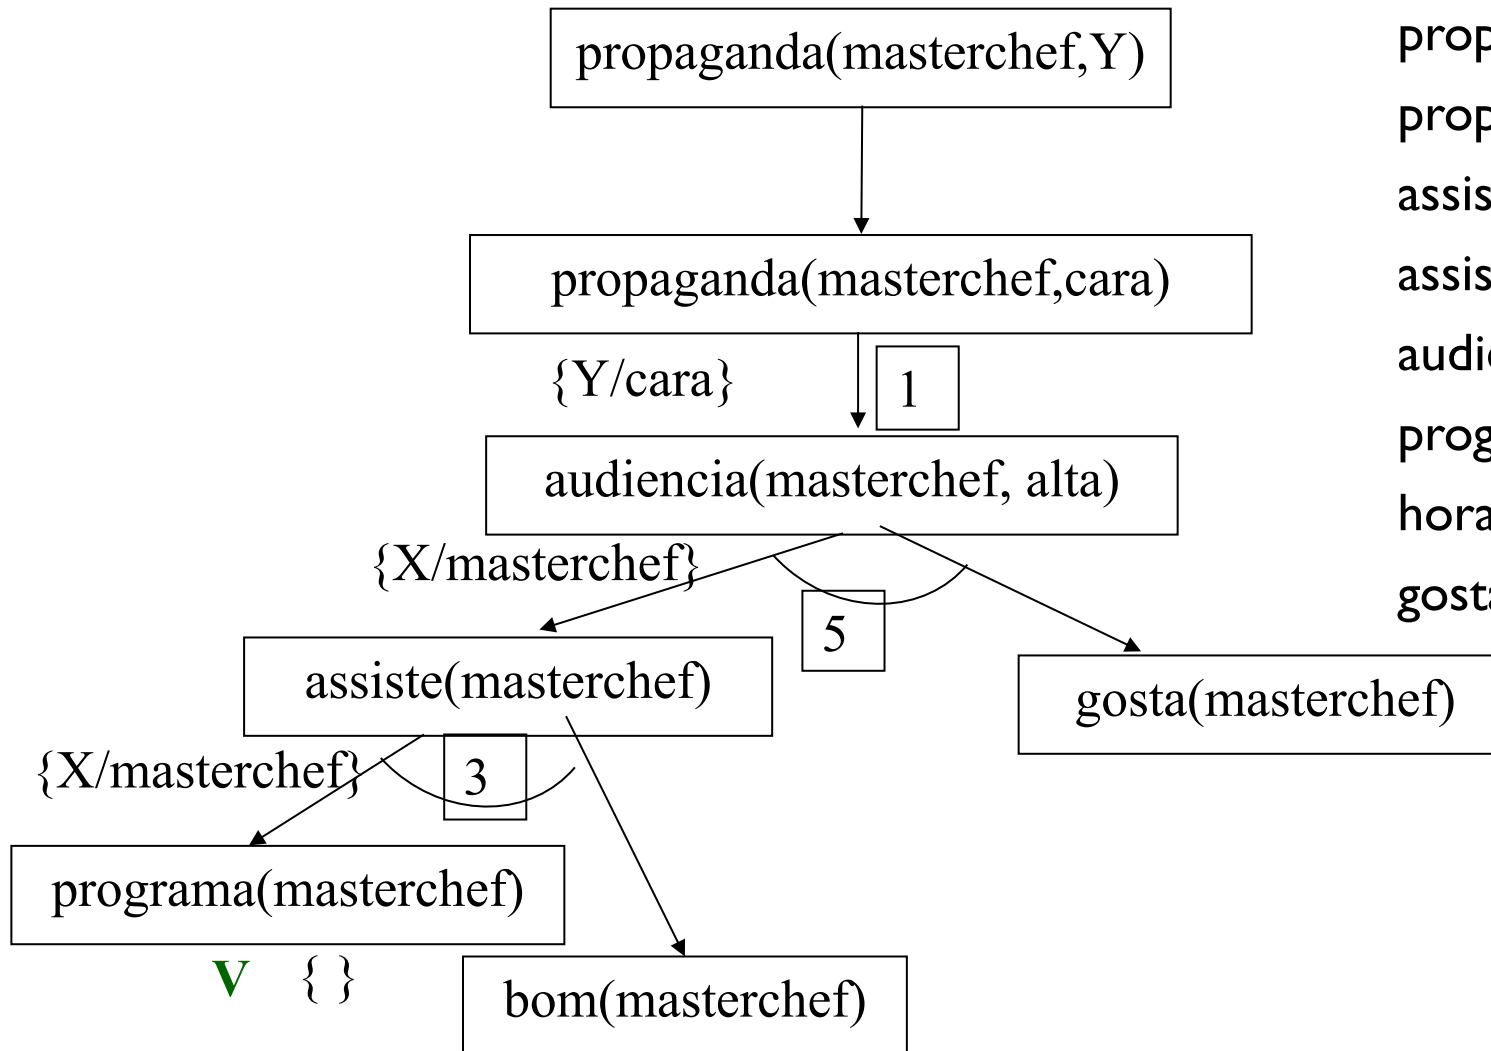 propaganda(masterchef,Y)
propaganda(masterchef,cara)
{Y/cara}
1
audiencia(masterchef, alta)
{X/masterchef}
5
assiste(masterchef)
gosta(masterchef)
{X/masterchef}
3
programa(masterchef)
V { }
bom(masterchef)